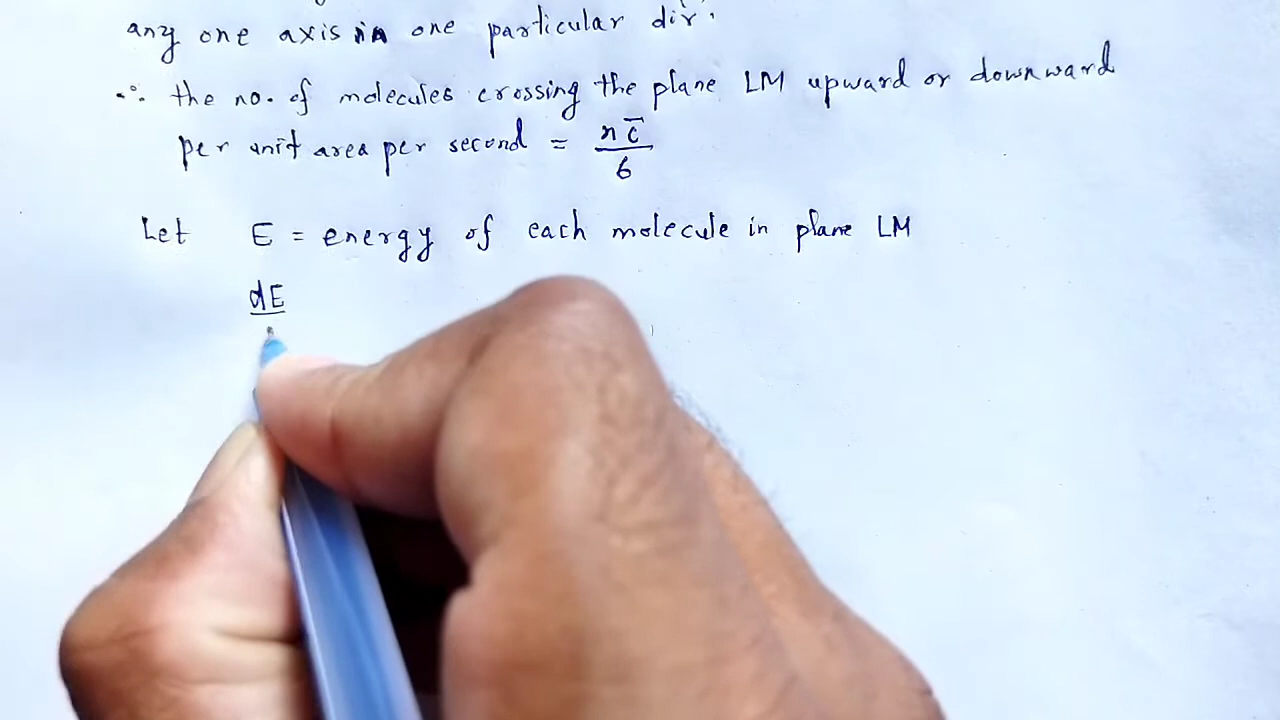 any one axis in one particular dir.
∴ the no. of molecules crossing the plane LM upward or downward
per unit area per second = n c̄ / 6
Let E = energy of each molecule in plane LM
dE